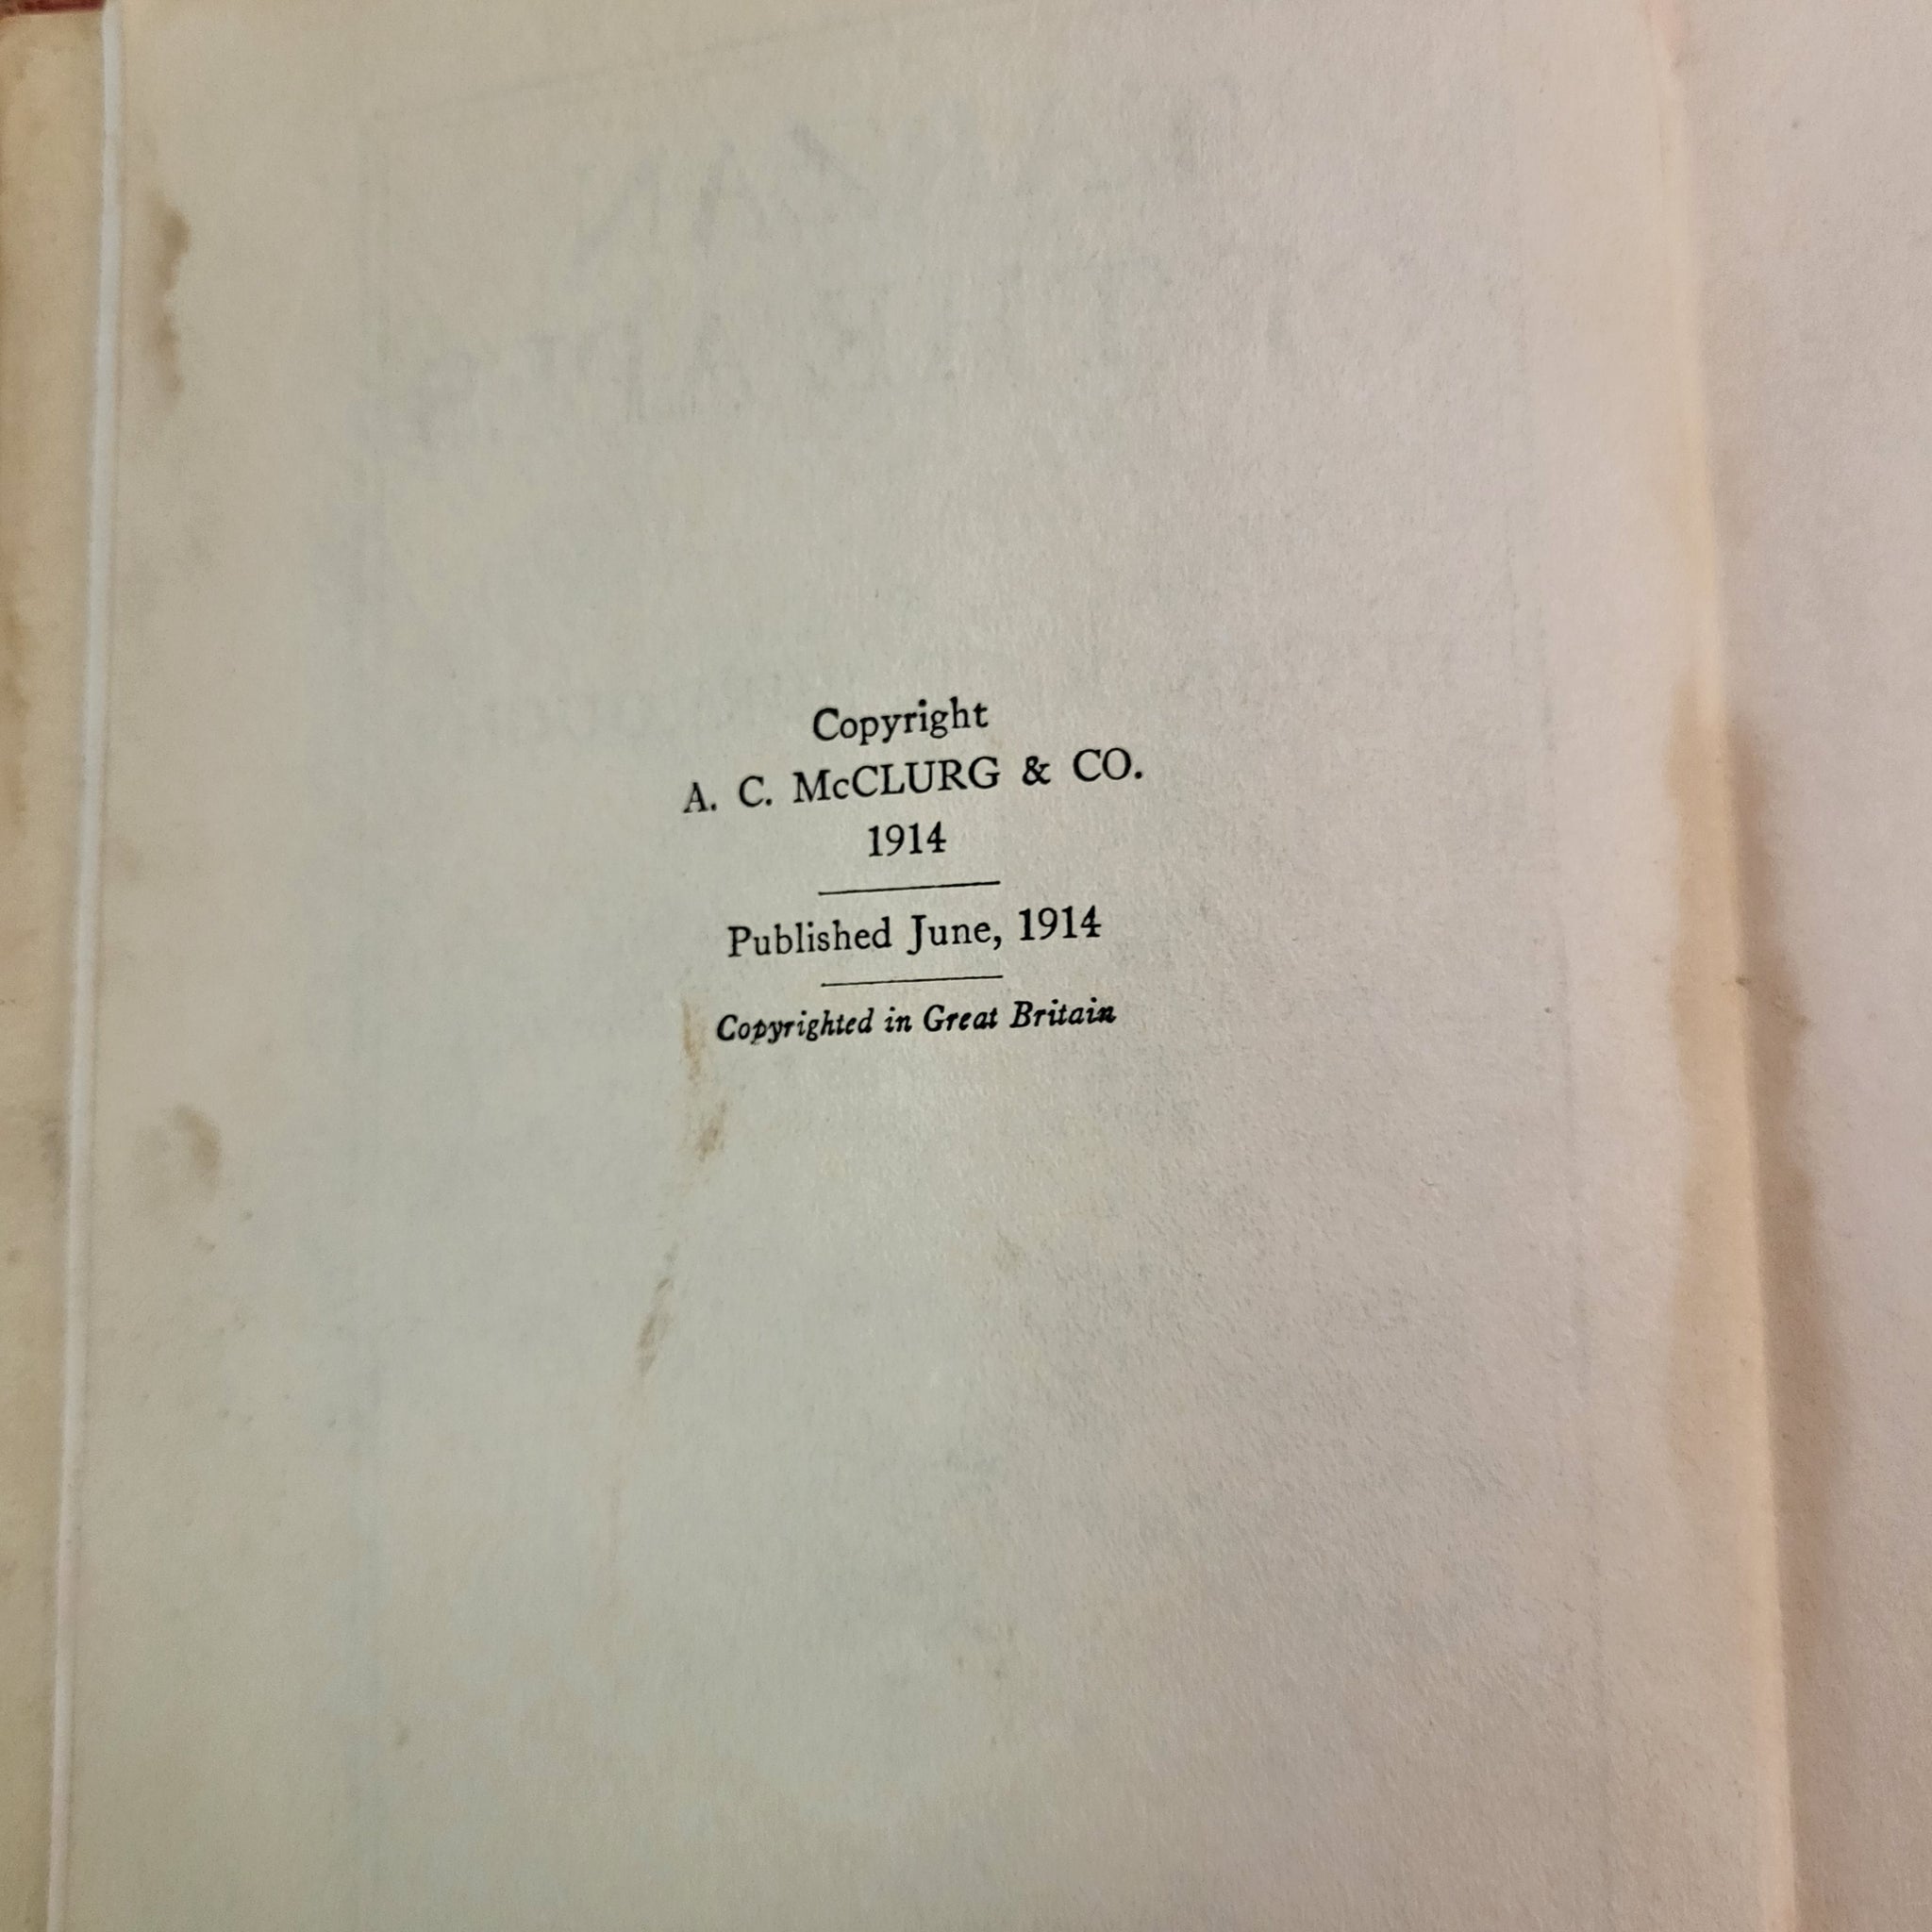 Copyright
A. C. McCLURG & CO.
1914
Published June, 1914
Copyrighted in Great Britain